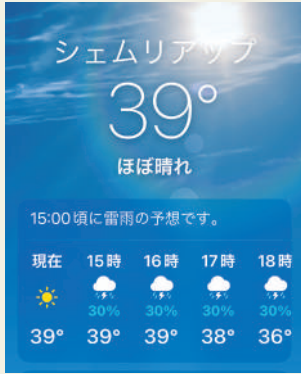 シェムリアップ
39°
ほぼ晴れ
15:00頃に雷雨の予想です。
現在 15時 16時 17時 18時
30% 30% 30% 30%
39° 39° 39° 38° 36°